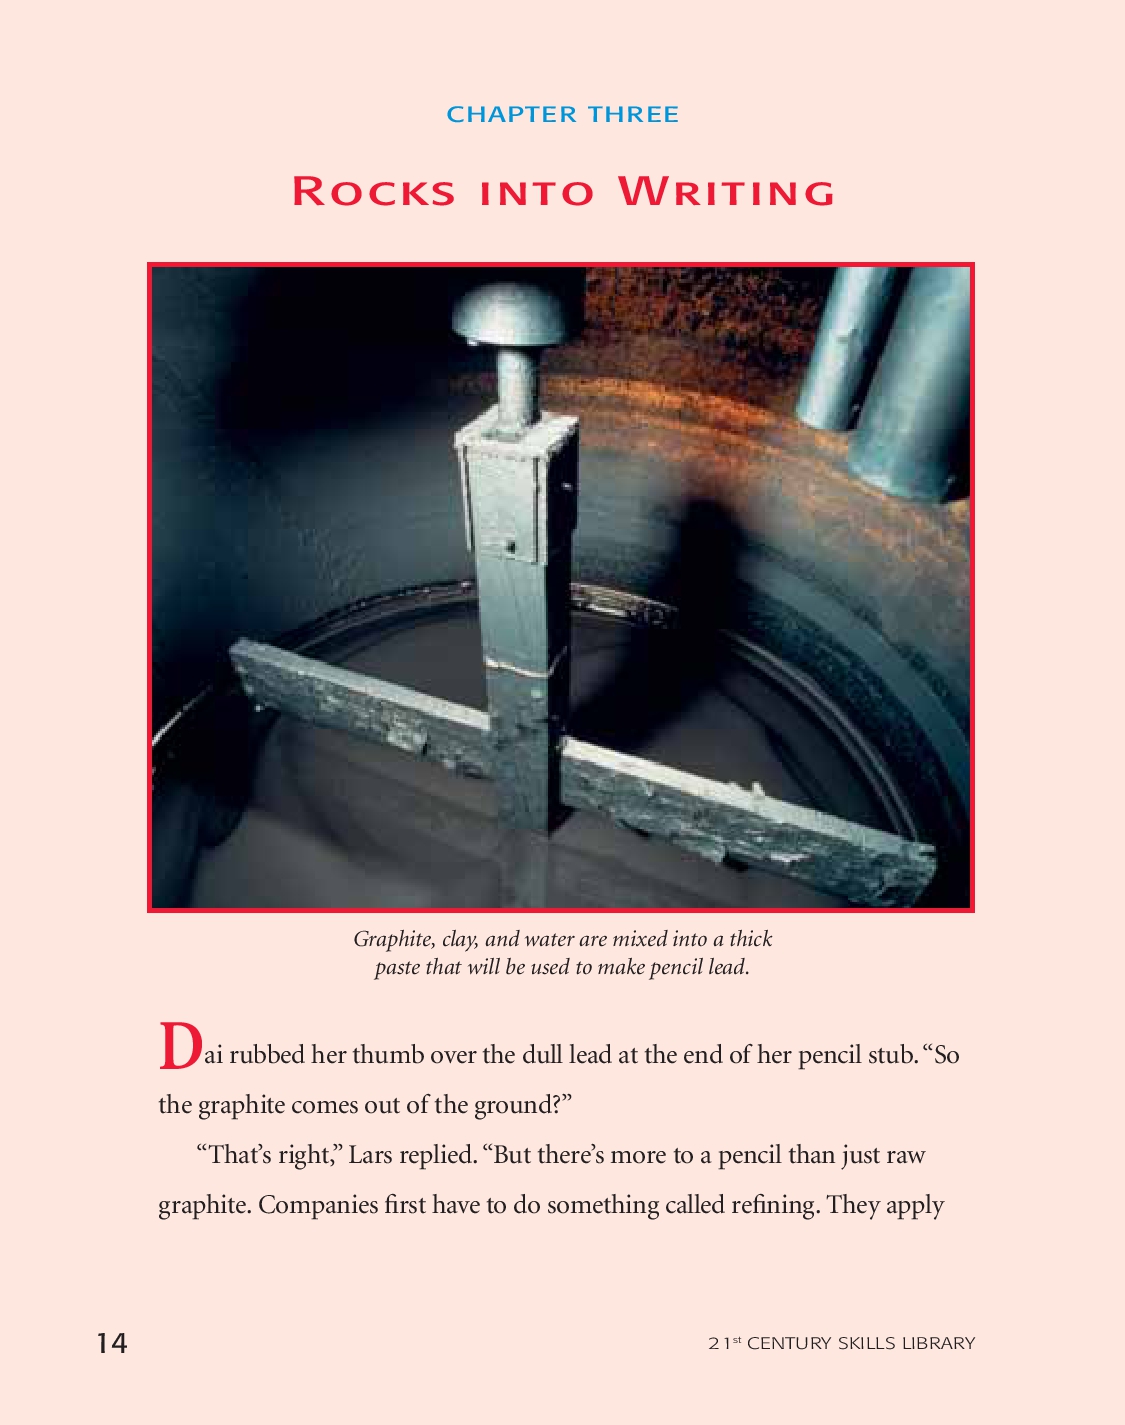 CHAPTER THREE
Rocks into Writing
Graphite, clay, and water are mixed into a thick
paste that will be used to make pencil lead.
Dai rubbed her thumb over the dull lead at the end of her pencil stub. “So
the graphite comes out of the ground?”
“That’s right,” Lars replied. “But there’s more to a pencil than just raw
graphite. Companies first have to do something called refining. They apply
14
21st CENTURY SKILLS LIBRARY